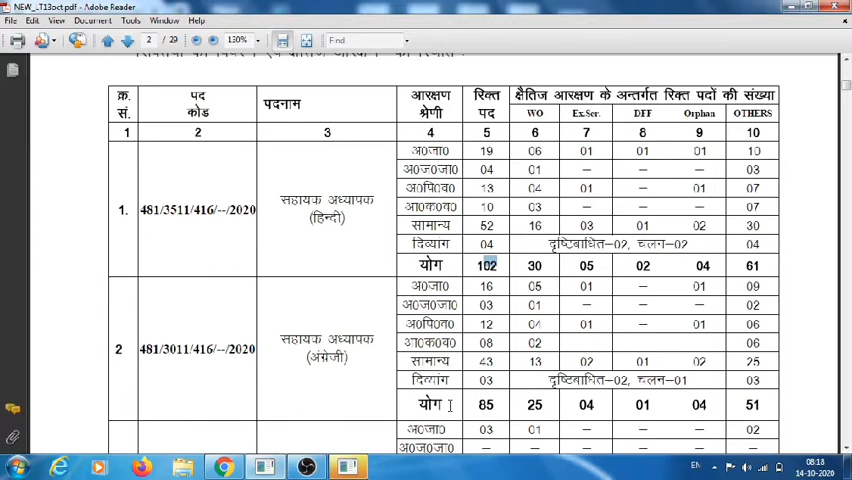 NEW_LT13oct.pdf - Adobe Reader
File Edit View Document Tools Window Help
2 / 29 130% Find
क्र. सं. पद कोड पदनाम आरक्षण श्रेणी रिक्त पद क्षैतिज आरक्षण के अन्तर्गत रिक्त पदों की संख्या
WO Ex.Ser. DFF Orphan OTHERS
1 2 3 4 5 6 7 8 9 10
1. 481/3511/416/--/2020 सहायक अध्यापक (हिन्दी)
अ0जा0 19 06 01 01 01 10
अ0ज0जा0 04 01 – – – 03
अ0पि0व0 13 04 01 – 01 07
आ0क0व0 10 03 – – – 07
सामान्य 52 16 03 01 02 30
दिव्यांग 04 दृष्टिबाधित–02, चलन–02 04
योग 102 30 05 02 04 61
2 481/3011/416/--/2020 सहायक अध्यापक (अंग्रेजी)
अ0जा0 16 05 01 – 01 09
अ0ज0जा0 03 01 – – – 02
अ0पि0व0 12 04 01 – 01 06
आ0क0व0 08 02 06
सामान्य 43 13 02 01 02 25
दिव्यांग 03 दृष्टिबाधित–02, चलन–01 03
योग 85 25 04 01 04 51
अ0जा0 03 01 – – – 02
अ0ज0जा0 – – – – – –
EN 08:18
14-10-2020